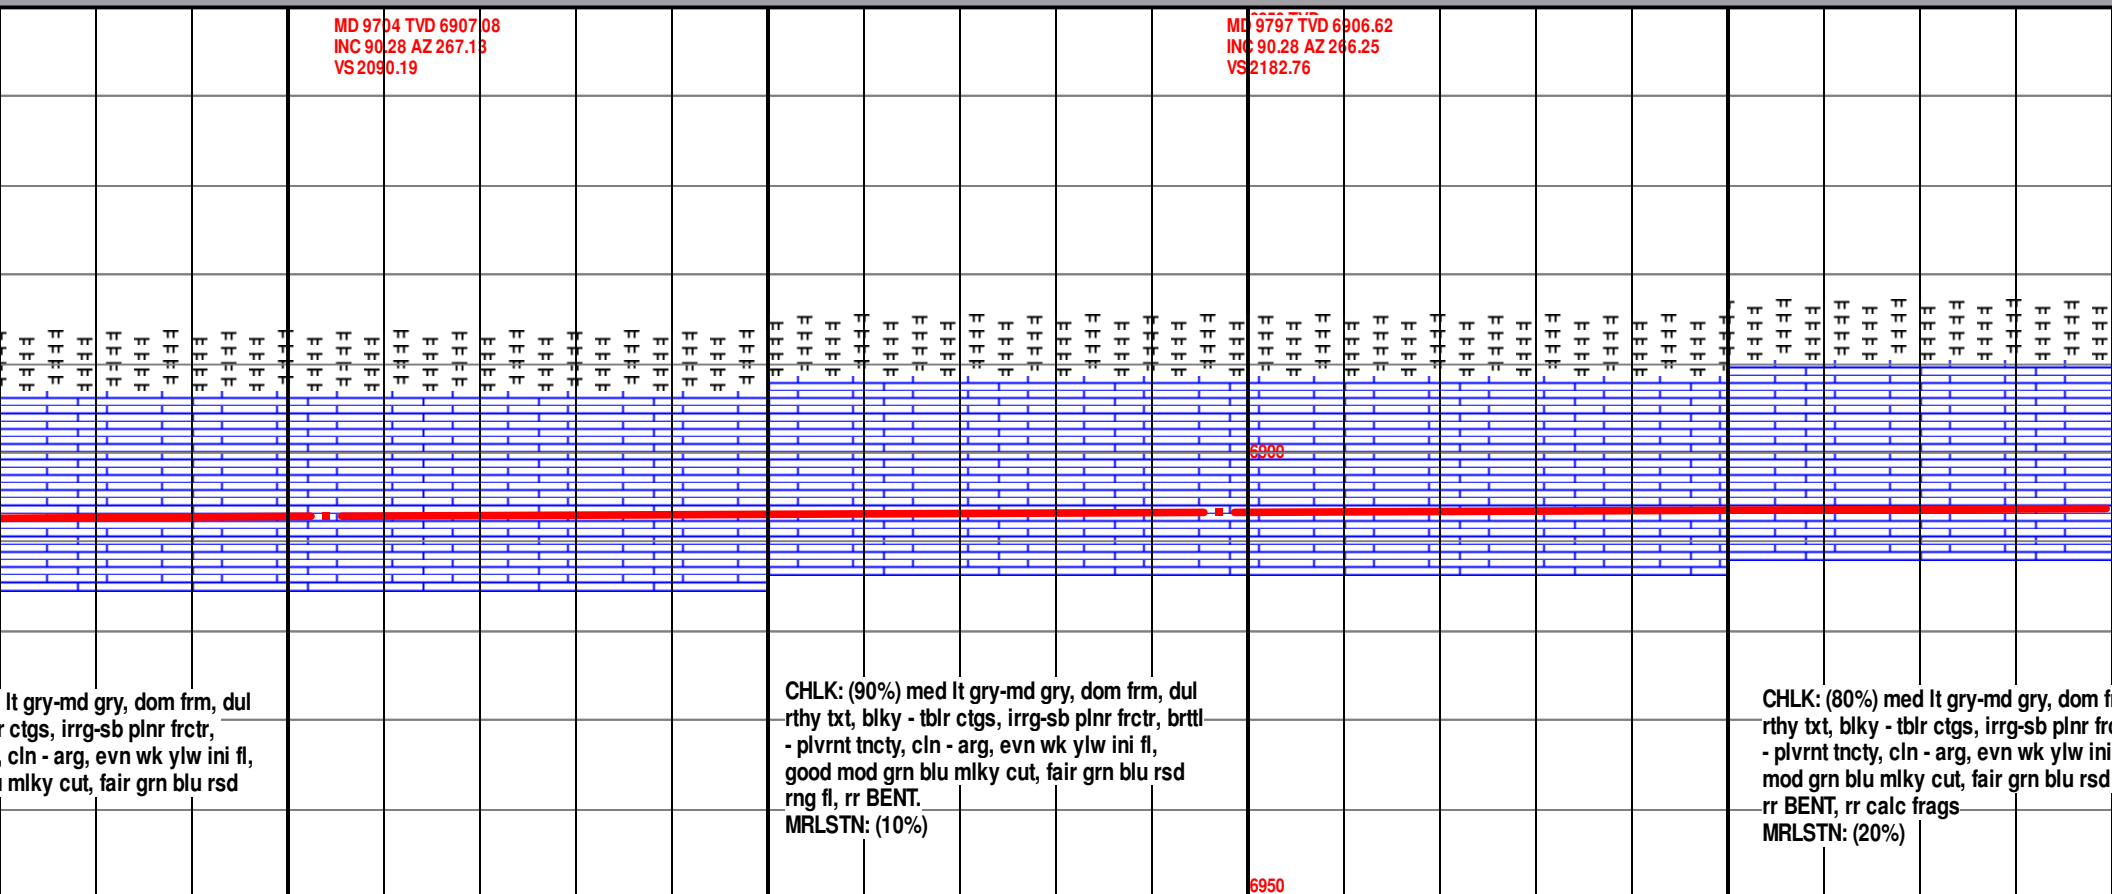 MD 9704 TVD 6907.08
INC 90.28 AZ 267.13
VS 2090.19
MD 9797 TVD 6906.62
INC 90.28 AZ 266.25
VS 2182.76
6900
lt gry-md gry, dom frm, dul
ctgs, irrg-sb plnr frctr,
, cln - arg, evn wk ylw ini fl,
mlky cut, fair grn blu rsd
CHLK: (90%) med lt gry-md gry, dom frm, dul
rthy txt, blky - tblr ctgs, irrg-sb plnr frctr, brttl
- plvrnt tncty, cln - arg, evn wk ylw ini fl,
good mod grn blu mlky cut, fair grn blu rsd
rng fl, rr BENT.
MRLSTN: (10%)
CHLK: (80%) med lt gry-md gry, dom
rthy txt, blky - tblr ctgs, irrg-sb plnr
- plvrnt tncty, cln - arg, evn wk ylw ini
mod grn blu mlky cut, fair grn blu rsd
rr BENT, rr calc frags
MRLSTN: (20%)
6950